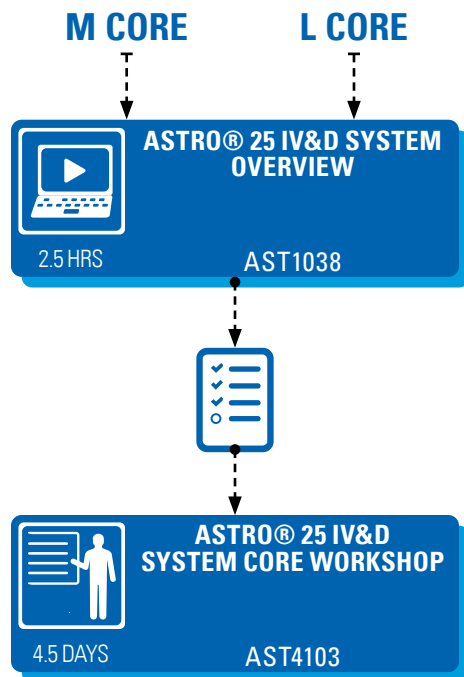 M CORE L CORE
ASTRO® 25 IV&D SYSTEM
OVERVIEW
2.5 HRS AST1038
ASTRO® 25 IV&D
SYSTEM CORE WORKSHOP
4.5 DAYS AST4103